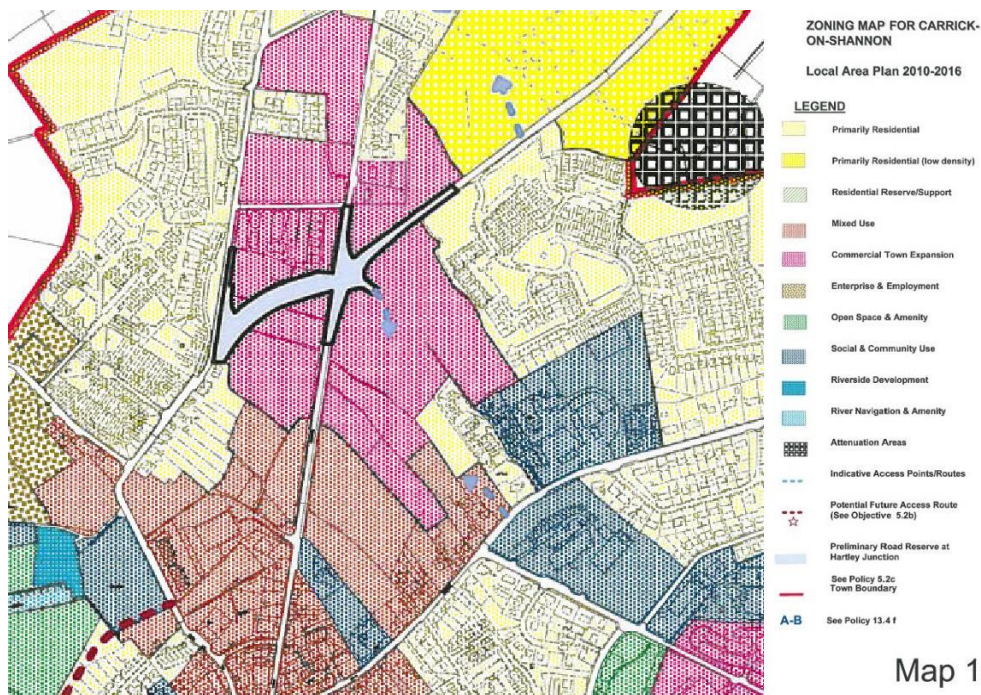 ZONING MAP FOR CARRICK-
ON-SHANNON
Local Area Plan 2010-2016
LEGEND
Primarily Residential
Primarily Residential (low density)
Residential Reserve/Support
Mixed Use
Commercial Town Expansion
Enterprise & Employment
Open Space & Amenity
Social & Community Use
Riverside Development
River Navigation & Amenity
Attenuation Areas
Indicative Access Points/Routes
Potential Future Access Route
(See Objective 5.2b)
Preliminary Road Reserve at
Hartley Junction
See Policy 5.2c
Town Boundary
A-B See Policy 13.4 f
Map 1